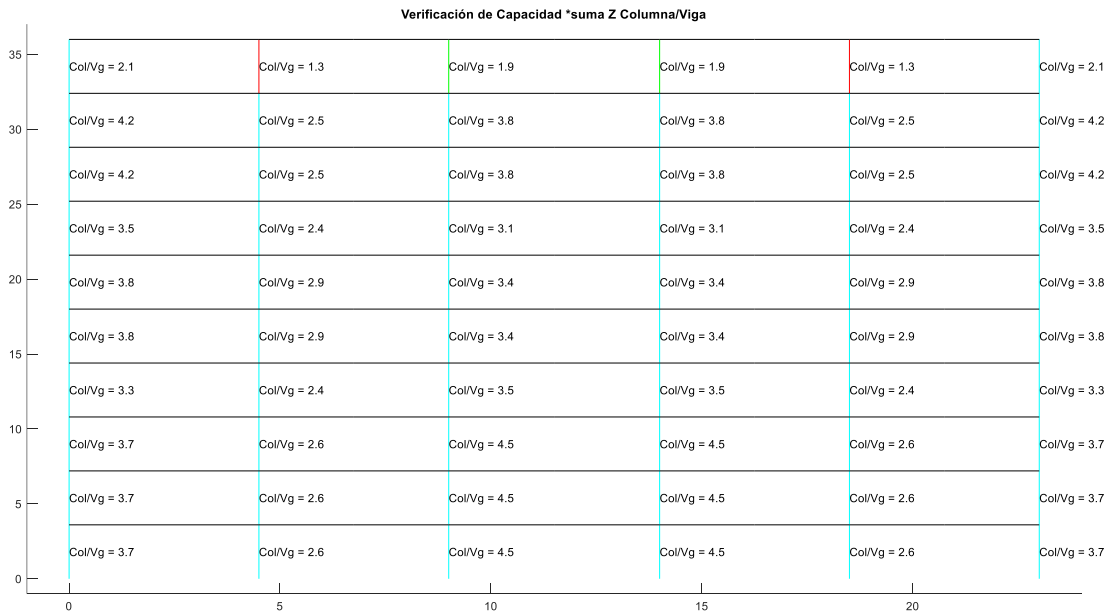 Verificación de Capacidad *suma Z Columna/Viga
35
Col/Vg = 2.1 Col/Vg = 1.3 Col/Vg = 1.9 Col/Vg = 1.9 Col/Vg = 1.3 Col/Vg = 2.1
30
Col/Vg = 4.2 Col/Vg = 2.5 Col/Vg = 3.8 Col/Vg = 3.8 Col/Vg = 2.5 Col/Vg = 4.2
Col/Vg = 4.2 Col/Vg = 2.5 Col/Vg = 3.8 Col/Vg = 3.8 Col/Vg = 2.5 Col/Vg = 4.2
25
Col/Vg = 3.5 Col/Vg = 2.4 Col/Vg = 3.1 Col/Vg = 3.1 Col/Vg = 2.4 Col/Vg = 3.5
20
Col/Vg = 3.8 Col/Vg = 2.9 Col/Vg = 3.4 Col/Vg = 3.4 Col/Vg = 2.9 Col/Vg = 3.8
Col/Vg = 3.8 Col/Vg = 2.9 Col/Vg = 3.4 Col/Vg = 3.4 Col/Vg = 2.9 Col/Vg = 3.8
15
Col/Vg = 3.3 Col/Vg = 2.4 Col/Vg = 3.5 Col/Vg = 3.5 Col/Vg = 2.4 Col/Vg = 3.3
10
Col/Vg = 3.7 Col/Vg = 2.6 Col/Vg = 4.5 Col/Vg = 4.5 Col/Vg = 2.6 Col/Vg = 3.7
5
Col/Vg = 3.7 Col/Vg = 2.6 Col/Vg = 4.5 Col/Vg = 4.5 Col/Vg = 2.6 Col/Vg = 3.7
Col/Vg = 3.7 Col/Vg = 2.6 Col/Vg = 4.5 Col/Vg = 4.5 Col/Vg = 2.6 Col/Vg = 3.7
0
0 5 10 15 20